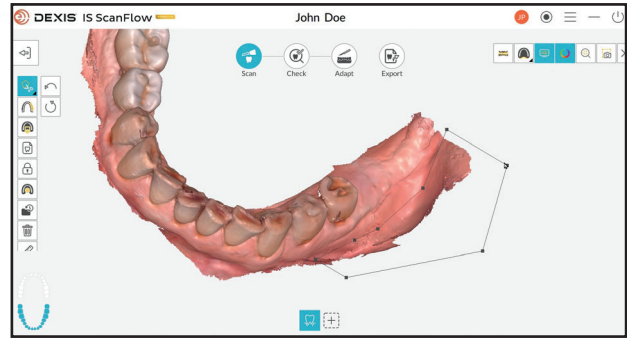 DEXIS IS ScanFlow
John Doe
JP
Scan
Check
Adapt
Export